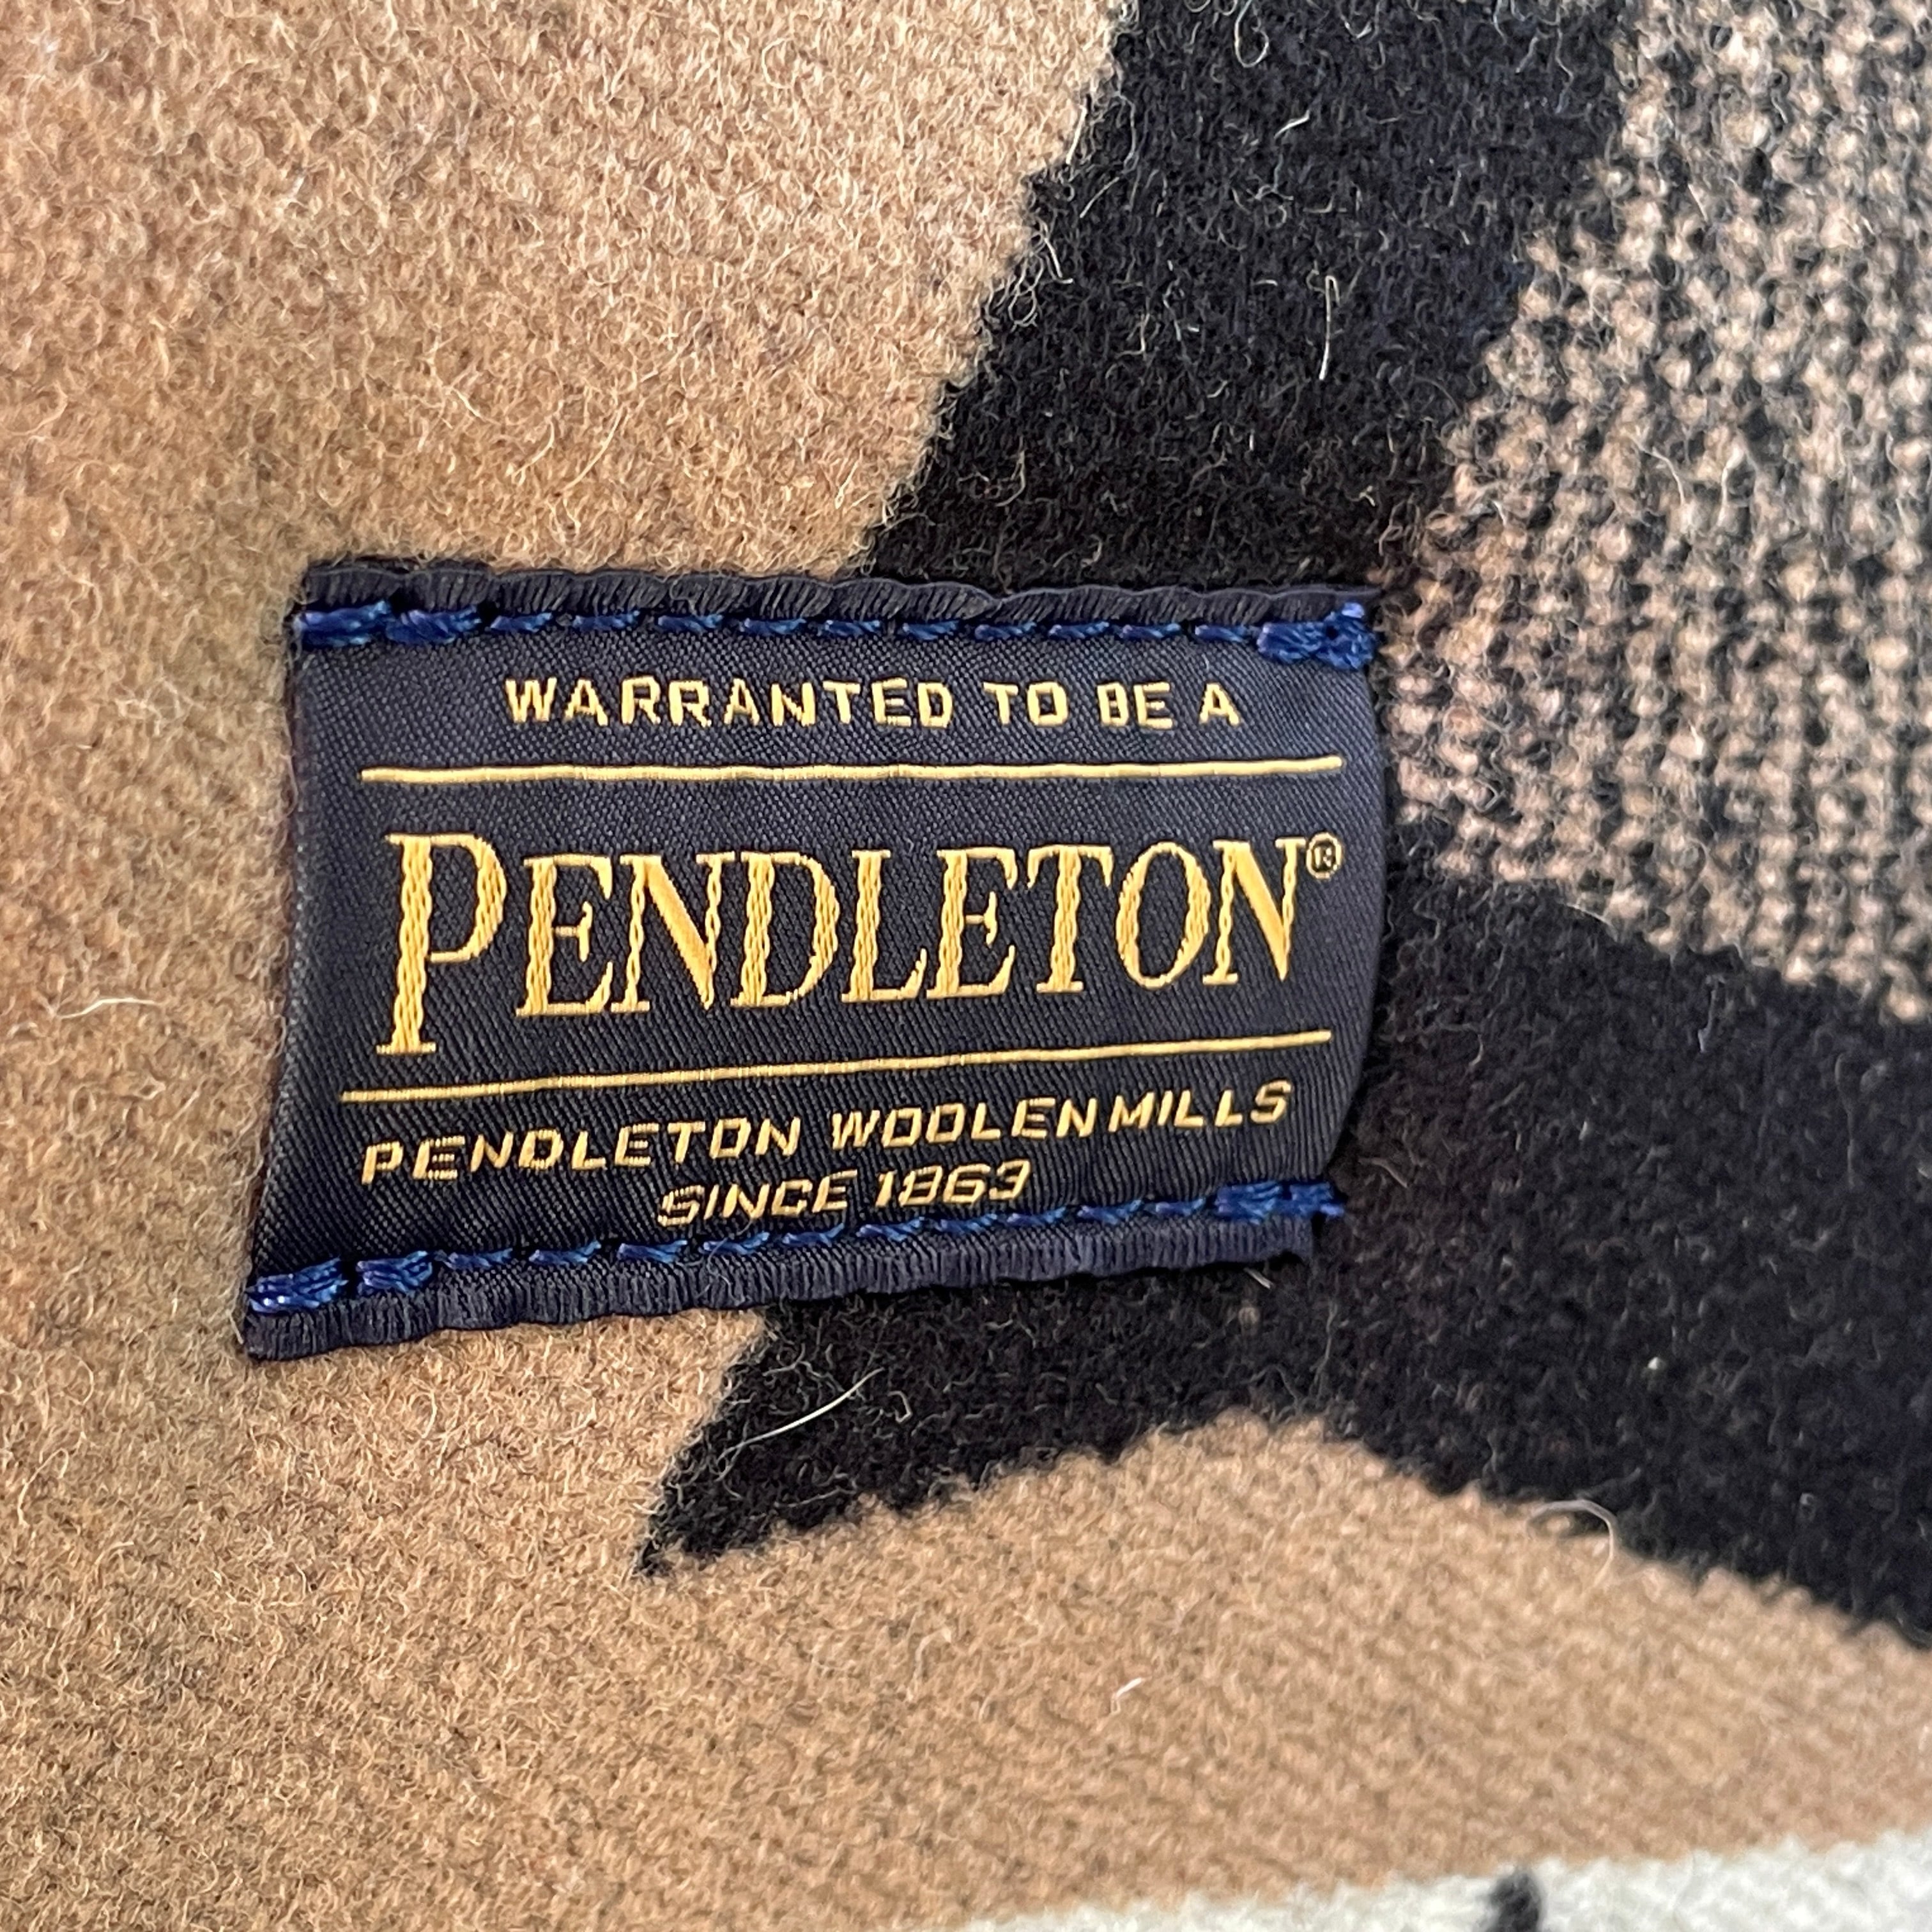 WARRANTED TO BE A
PENDLETON®
PENDLETON WOOLEN MILLS
SINCE 1863